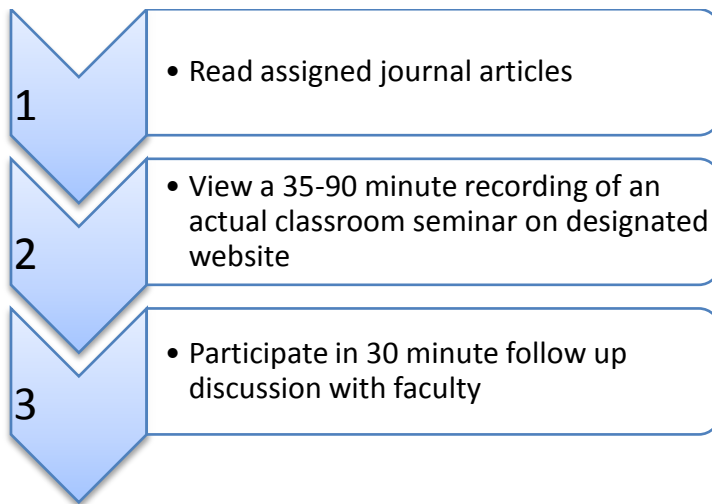 1
• Read assigned journal articles
2
• View a 35-90 minute recording of an
actual classroom seminar on designated
website
3
• Participate in 30 minute follow up
discussion with faculty